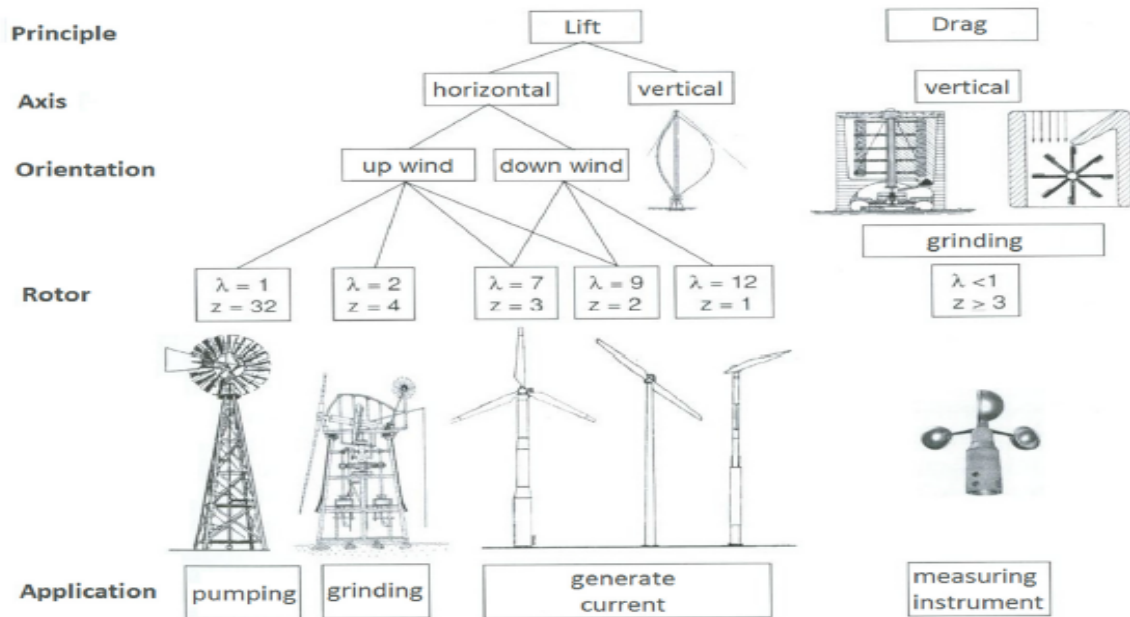 Principle
Lift
Drag
Axis
horizontal
vertical
vertical
Orientation
up wind
down wind
grinding
Rotor
λ = 1
z = 32
λ = 2
z = 4
λ = 7
z = 3
λ = 9
z = 2
λ = 12
z = 1
λ <1
z ≥ 3
Application
pumping
grinding
generate
current
measuring
instrument